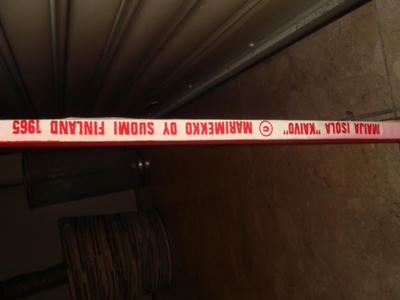 MAIJA ISOLA "KAIVO" © MARIMEKKO OY SUOMI FINLAND 1965